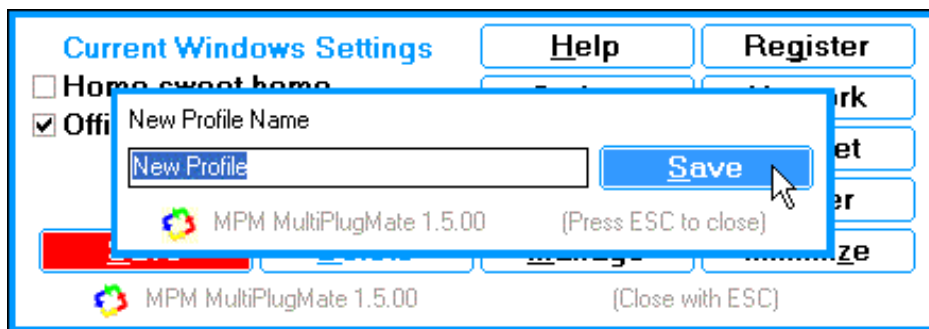 Current Windows Settings
Help
Register
Home sweet home
New Profile Name
New Profile
Save
MPM MultiPlugMate 1.5.00
(Press ESC to close)
MPM MultiPlugMate 1.5.00
(Close with ESC)